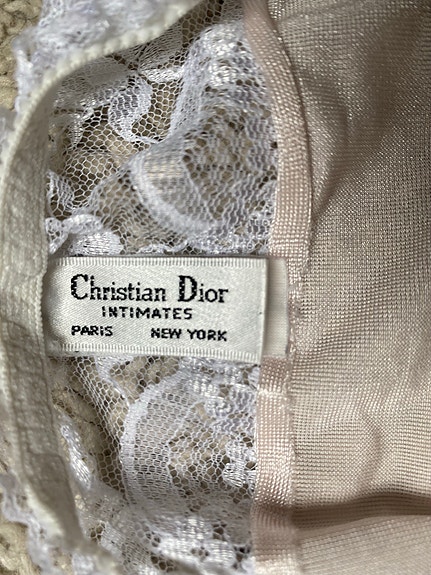 Christian Dior
INTIMATES
PARIS NEW YORK